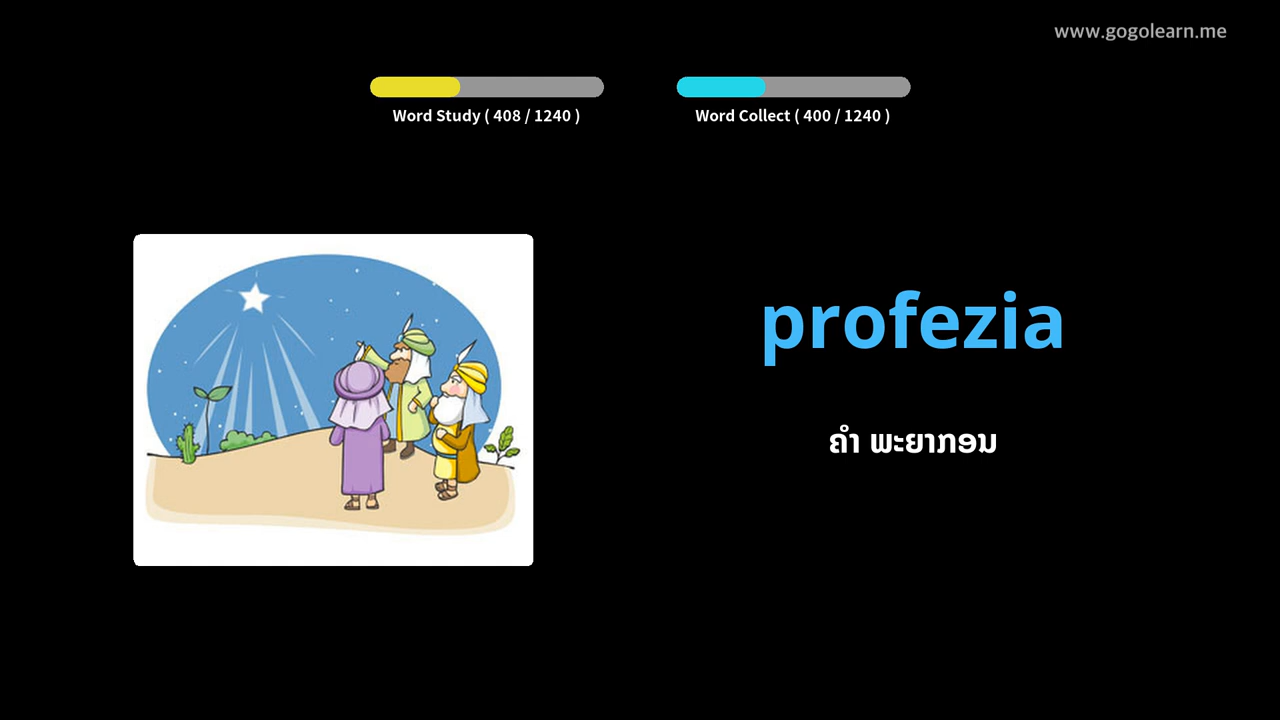 www.gogolearn.me
Word Study ( 408 / 1240 )
Word Collect ( 400 / 1240 )
profezia
ຄຳ ພະຍາກອນ